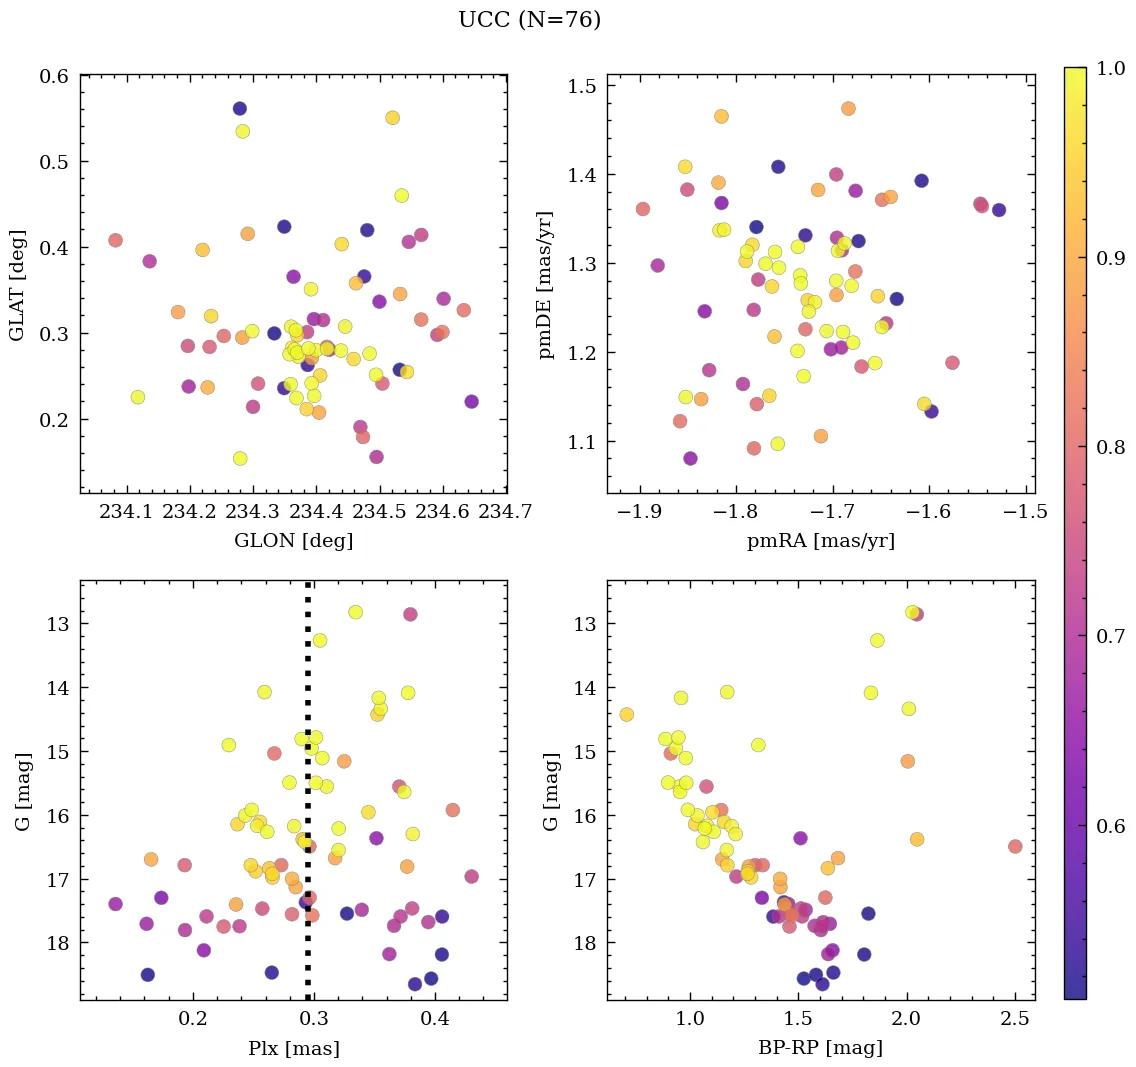 UCC (N=76)
0.6
0.5
0.4
0.3
0.2
GLAT [deg]
234.1 234.2 234.3 234.4 234.5 234.6 234.7
GLON [deg]
1.5
1.4
1.3
1.2
1.1
pmDE [mas/yr]
−1.9 −1.8 −1.7 −1.6 −1.5
pmRA [mas/yr]
13
14
15
16
17
18
G [mag]
0.2 0.3 0.4
Plx [mas]
13
14
15
16
17
18
G [mag]
1.0 1.5 2.0 2.5
BP-RP [mag]
1.0
0.9
0.8
0.7
0.6